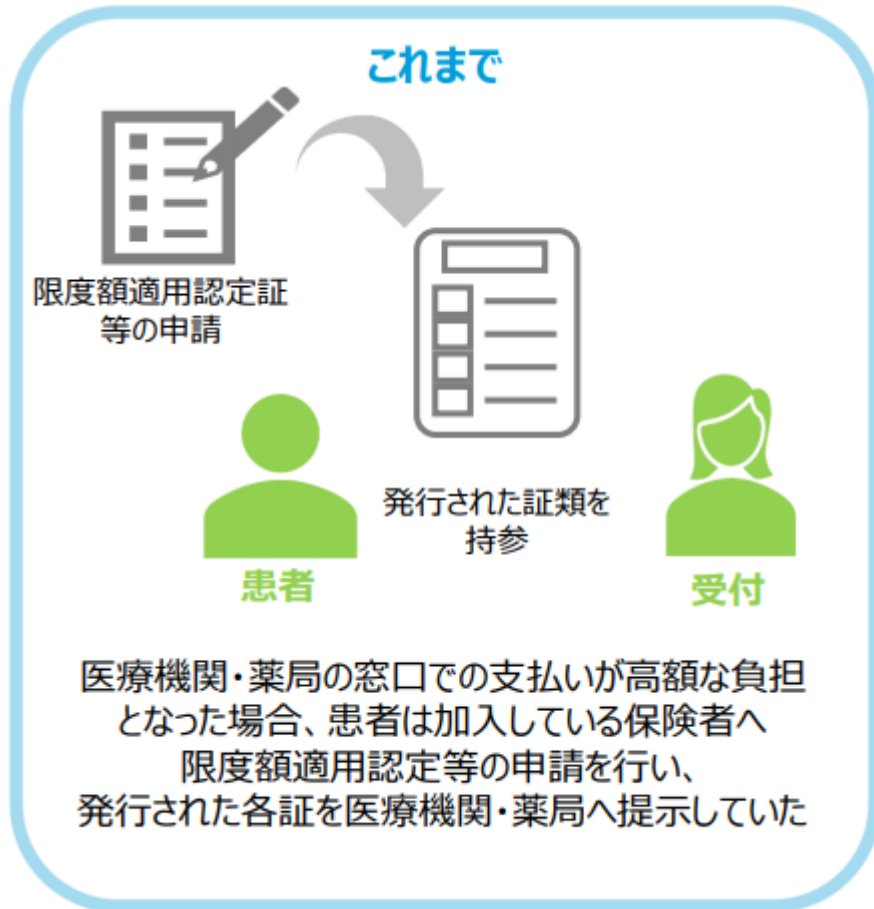 これまで
限度額適用認定証
等の申請
発行された証類を
持参
患者
受付
医療機関・薬局の窓口での支払いが高額な負担
となった場合、患者は加入している保険者へ
限度額適用認定等の申請を行い、
発行された各証を医療機関・薬局へ提示していた